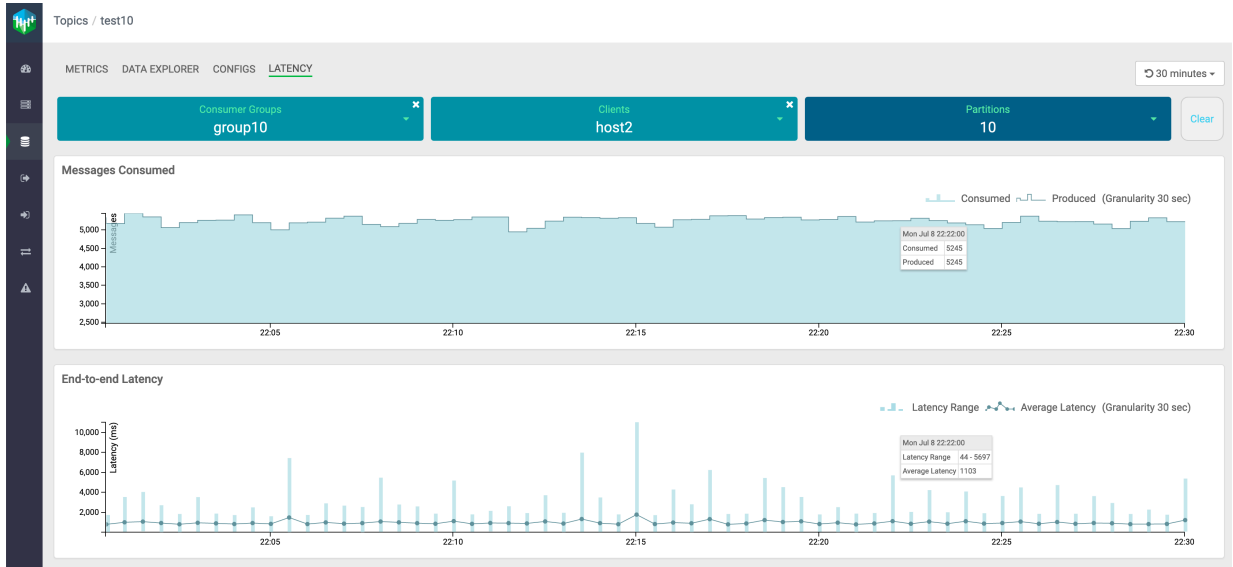 Topics / test10
METRICS DATA EXPLORER CONFIGS LATENCY
30 minutes
Consumer Groups
group10
Clients
host2
Partitions
10
Clear
Messages Consumed
Consumed Produced (Granularity 30 sec)
Messages
5,000
4,500
4,000
3,500
3,000
2,500
Mon Jul 8 22:22:00
Consumed 5245
Produced 5245
22:05 22:10 22:15 22:20 22:25 22:30
End-to-end Latency
Latency Range Average Latency (Granularity 30 sec)
Latency (ms)
10,000
8,000
6,000
4,000
2,000
Mon Jul 8 22:22:00
Latency Range 44 - 5697
Average Latency 1103
22:05 22:10 22:15 22:20 22:25 22:30